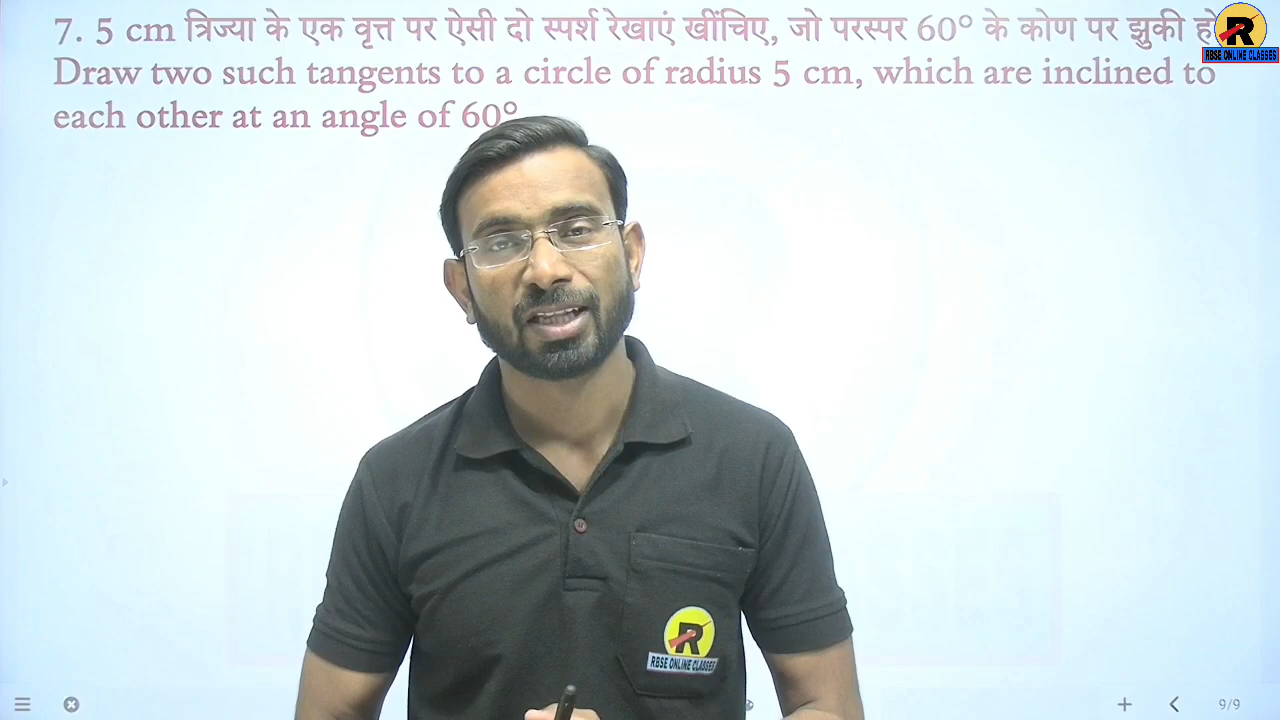 7. 5 cm त्रिज्या के एक वृत्त पर ऐसी दो स्पर्श रेखाएं खींचिए, जो परस्पर 60° के कोण पर झुकी
Draw two such tangents to a circle of radius 5 cm, which are inclined to
each other at an angle of 60°
R
RBSE ONLINE CLASSES
R
RBSE ONLINE CLASSES
9/9